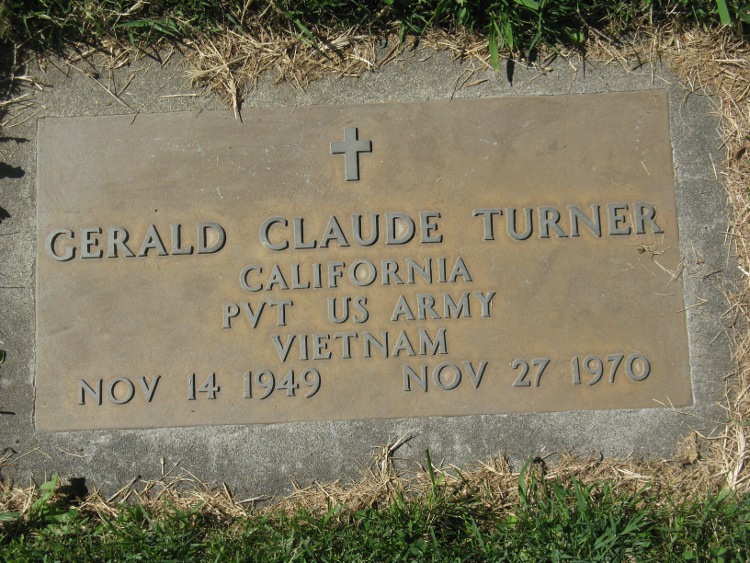 GERALD CLAUDE TURNER
CALIFORNIA
PVT US ARMY
VIETNAM
NOV 14 1949 NOV 27 1970